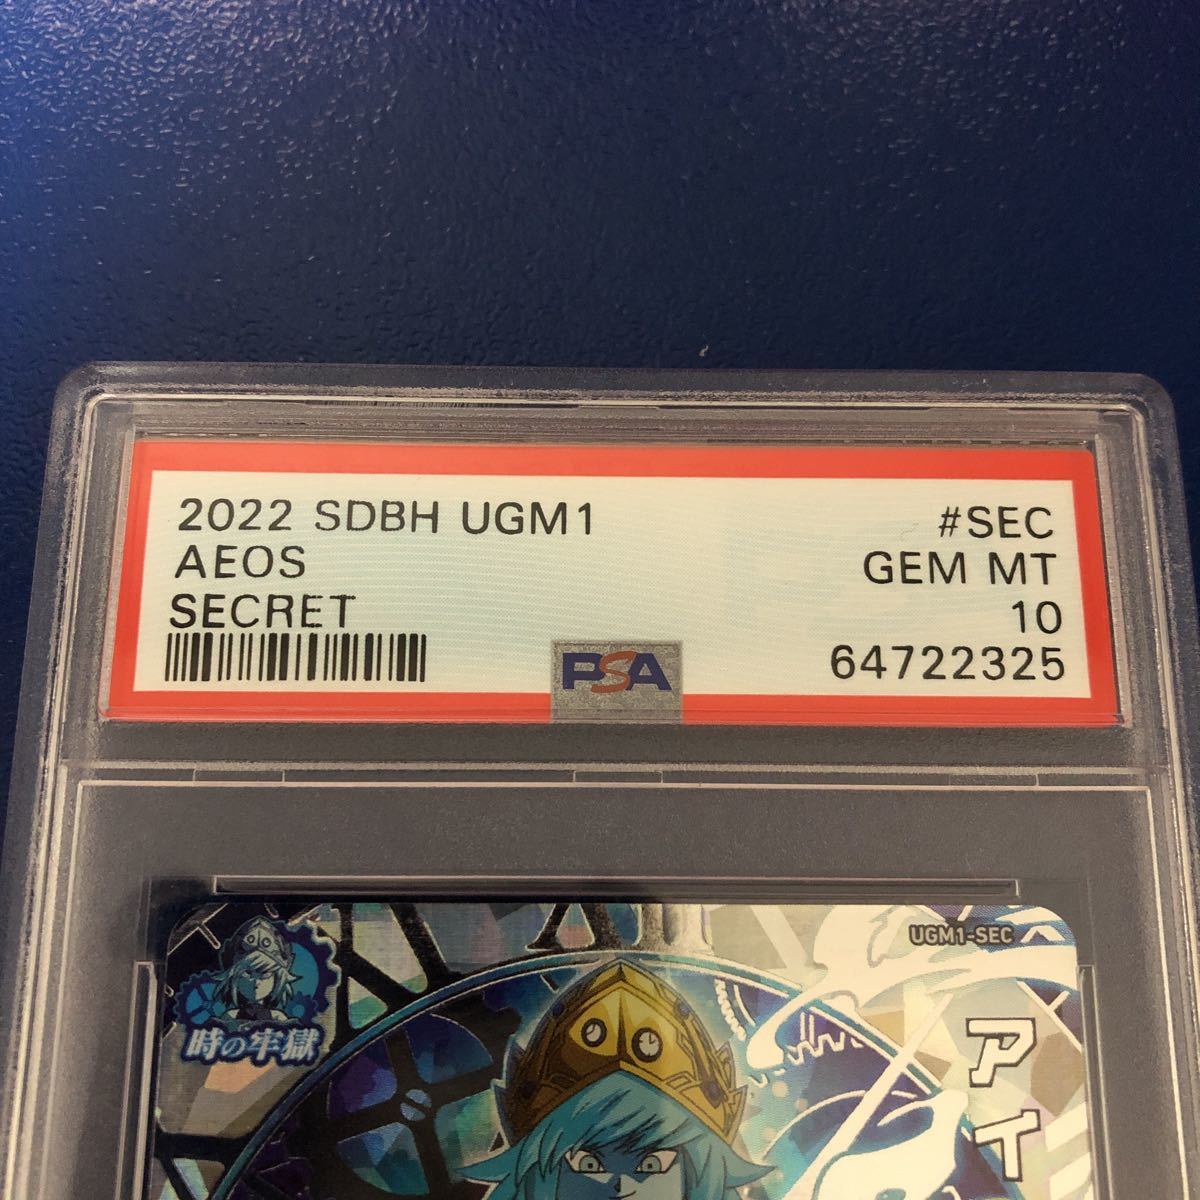 2022 SDBH UGM1
AEOS
SECRET
#SEC
GEM MT
10
64722325
PSA
XII
UGM1-SEC
時の牢獄
アイ